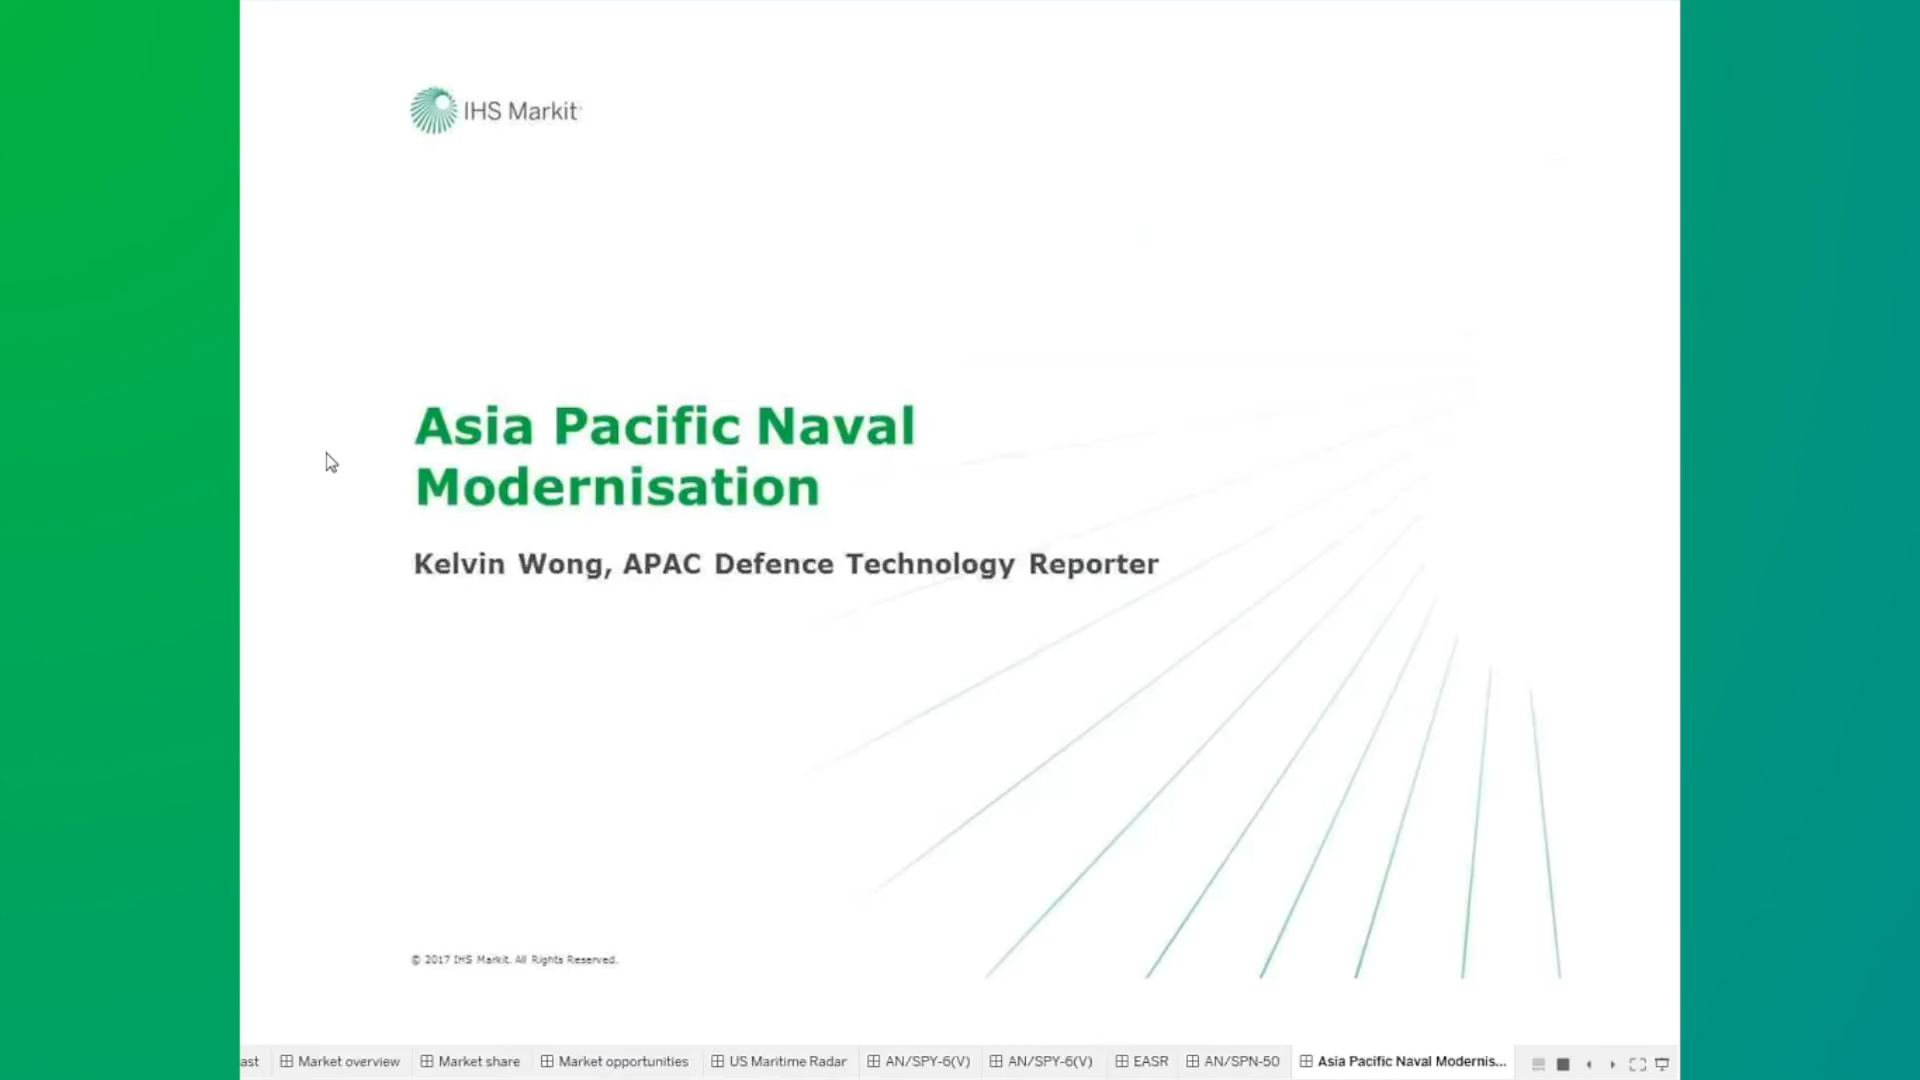 IHS Markit
Asia Pacific Naval
Modernisation
Kelvin Wong, APAC Defence Technology Reporter
© 2017 IHS Markit. All Rights Reserved.
ast Market overview Market share Market opportunities US Maritime Radar AN/SPY-6(V) AN/SPY-6(V) EASR AN/SPN-50 Asia Pacific Naval Modernis...